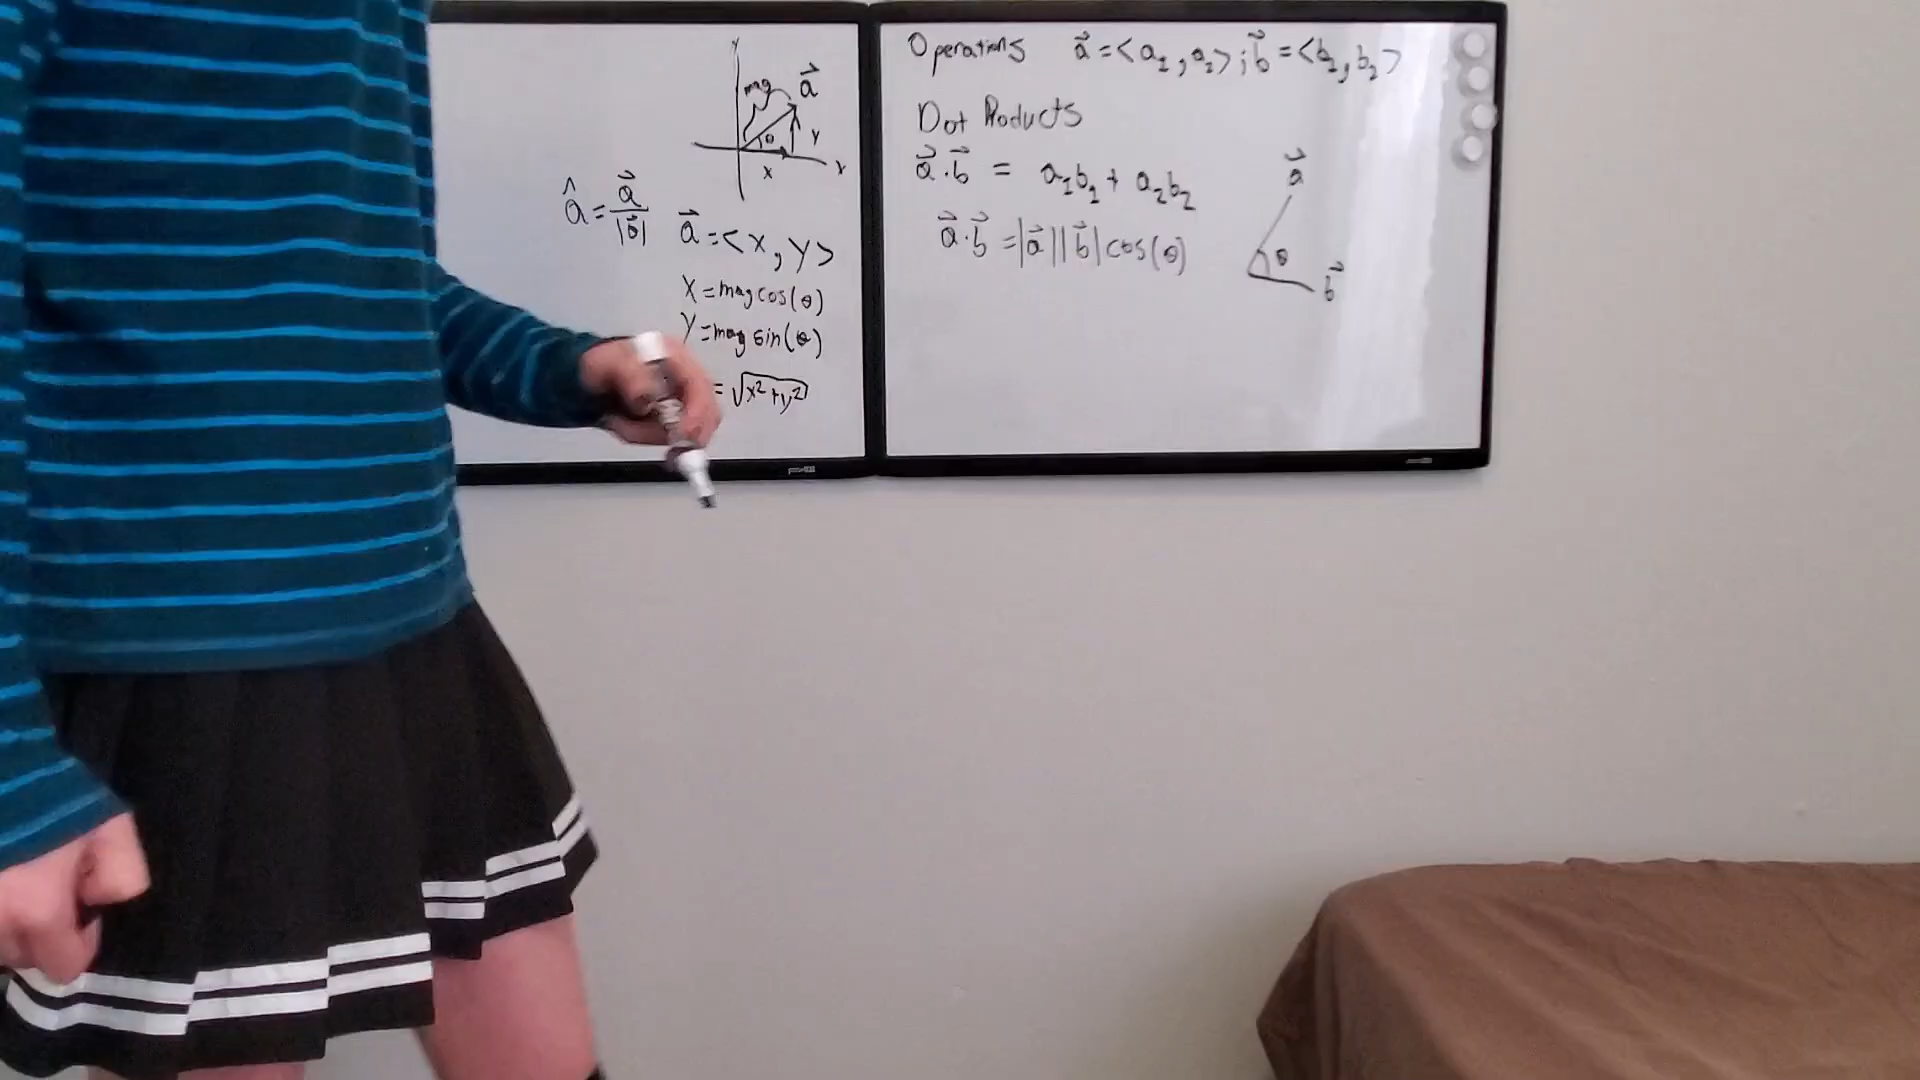 y
mag
a⃗
θ
y
x
x
â = a⃗/|a⃗|
a⃗ = <x, y>
x = mag cos(θ)
y = mag sin(θ)
= √x² + y²
Operations a⃗ = <a₁, a₂>; b⃗ = <b₁, b₂>
Dot Products
a⃗ · b⃗ = a₁b₁ + a₂b₂
a⃗ · b⃗ = |a⃗||b⃗| cos(θ)
a⃗
θ
b⃗